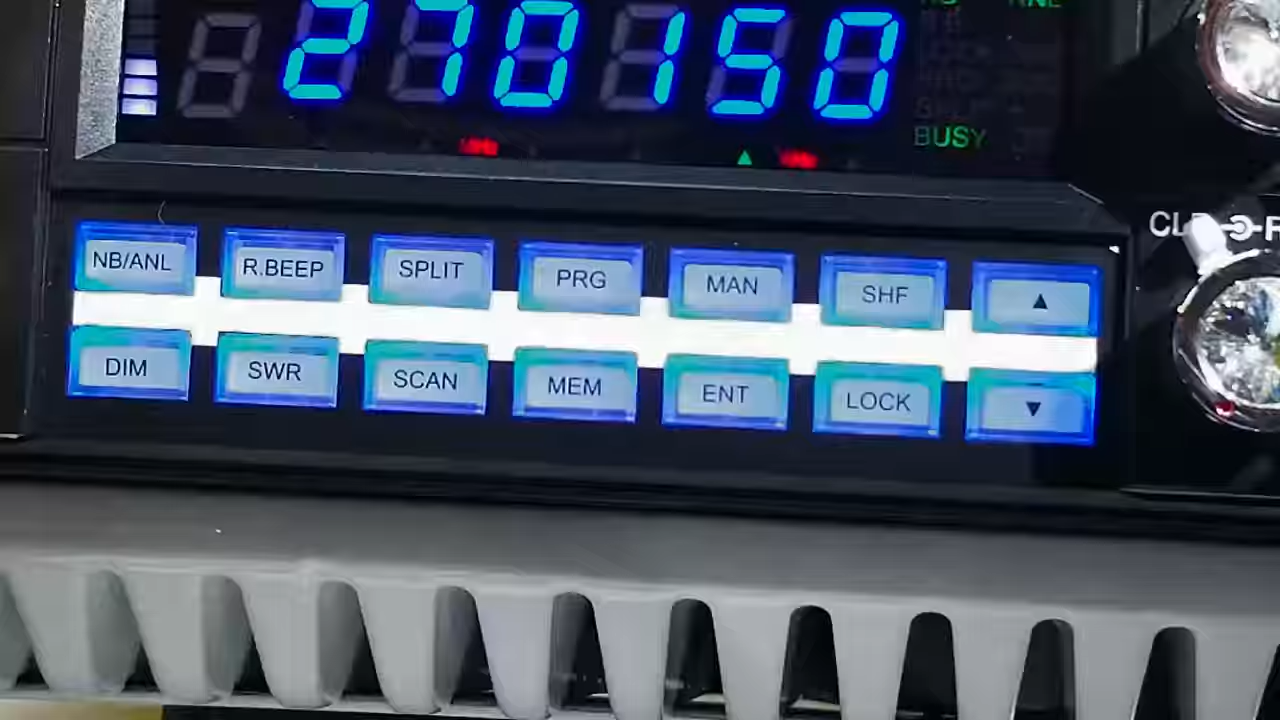 270150
BUSY
NB/ANL R.BEEP SPLIT PRG MAN SHF ▲
DIM SWR SCAN MEM ENT LOCK ▼